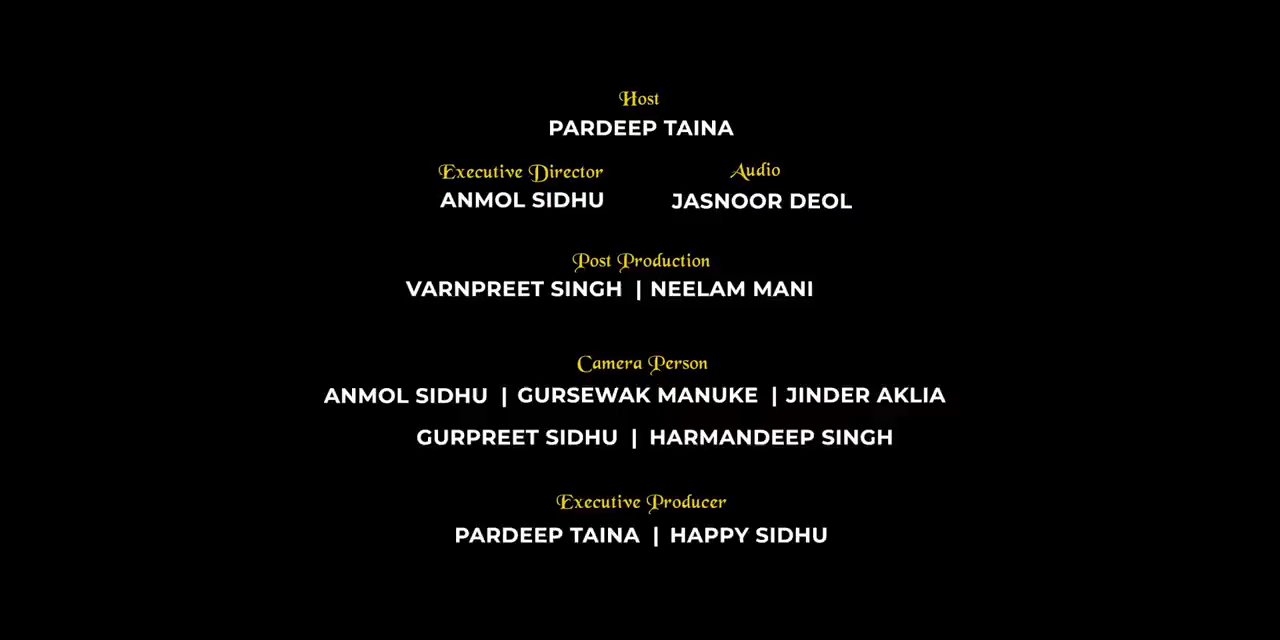 Host
PARDEEP TAINA
Executive Director
Audio
ANMOL SIDHU
JASNOOR DEOL
Post Production
VARNPREET SINGH | NEELAM MANI
Camera Person
ANMOL SIDHU | GURSEWAK MANUKE | JINDER AKLIA
GURPREET SIDHU | HARMANDEEP SINGH
Executive Producer
PARDEEP TAINA | HAPPY SIDHU